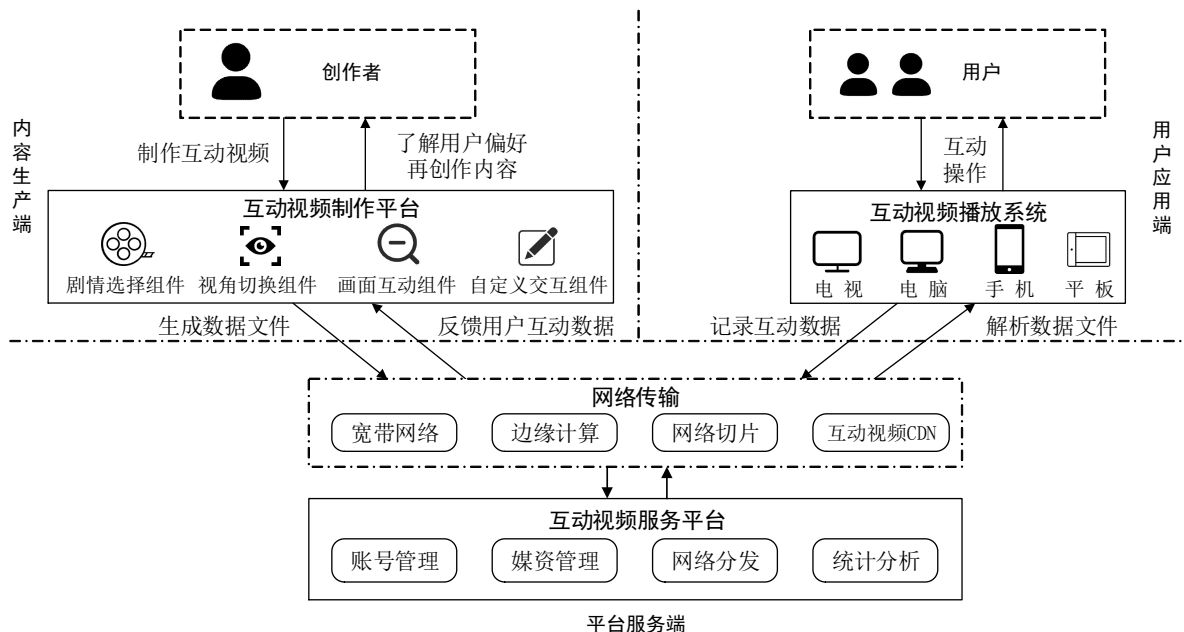 创作者
用户
内容生产端
用户应用端
制作互动视频
了解用户偏好
再创作内容
互动
操作
互动视频制作平台
剧情选择组件
视角切换组件
画面互动组件
自定义交互组件
互动视频播放系统
电 视
电 脑
手 机
平 板
生成数据文件
反馈用户互动数据
记录互动数据
解析数据文件
网络传输
宽带网络
边缘计算
网络切片
互动视频CDN
互动视频服务平台
账号管理
媒资管理
网络分发
统计分析
平台服务端